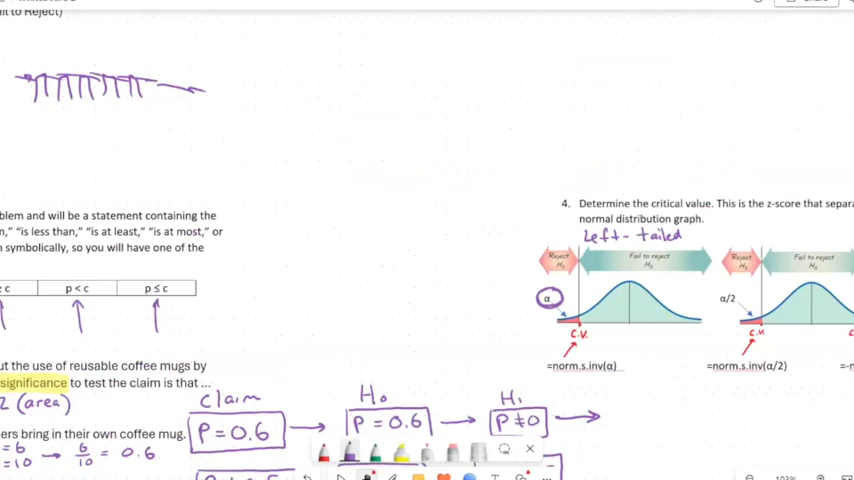 to Reject)
4. Determine the critical value. This is the z-score that separa
normal distribution graph.
Left-tailed
Reject H₀
Fail to reject H₀
Reject H₀
Fail to reject H₀
α
α/2
C.V.
C.V.
C
=norm.s.inv(α)
=norm.s.inv(α/2)
=-n
blem and will be a statement containing the
n," "is less than," "is at least," "is at most," or
n symbolically, so you will have one of the
c
p < c
p ≤ c
ut the use of reusable coffee mugs by
significance to test the claim is that ...
2 (area)
ers bring in their own coffee mug.
=6
=10
6/10 = 0.6
Claim
H₀
H₁
P = 0.6
P = 0.6
P ≠ 0